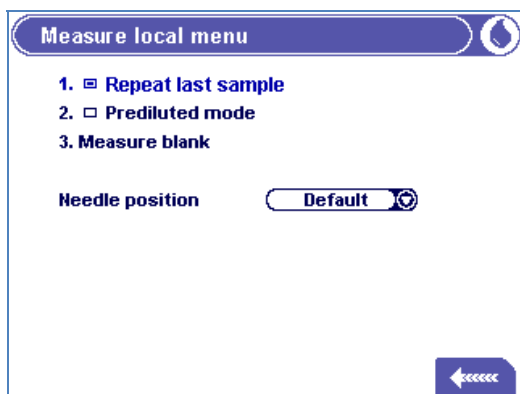 Measure local menu
1. Repeat last sample
2. Prediluted mode
3. Measure blank
Needle position Default